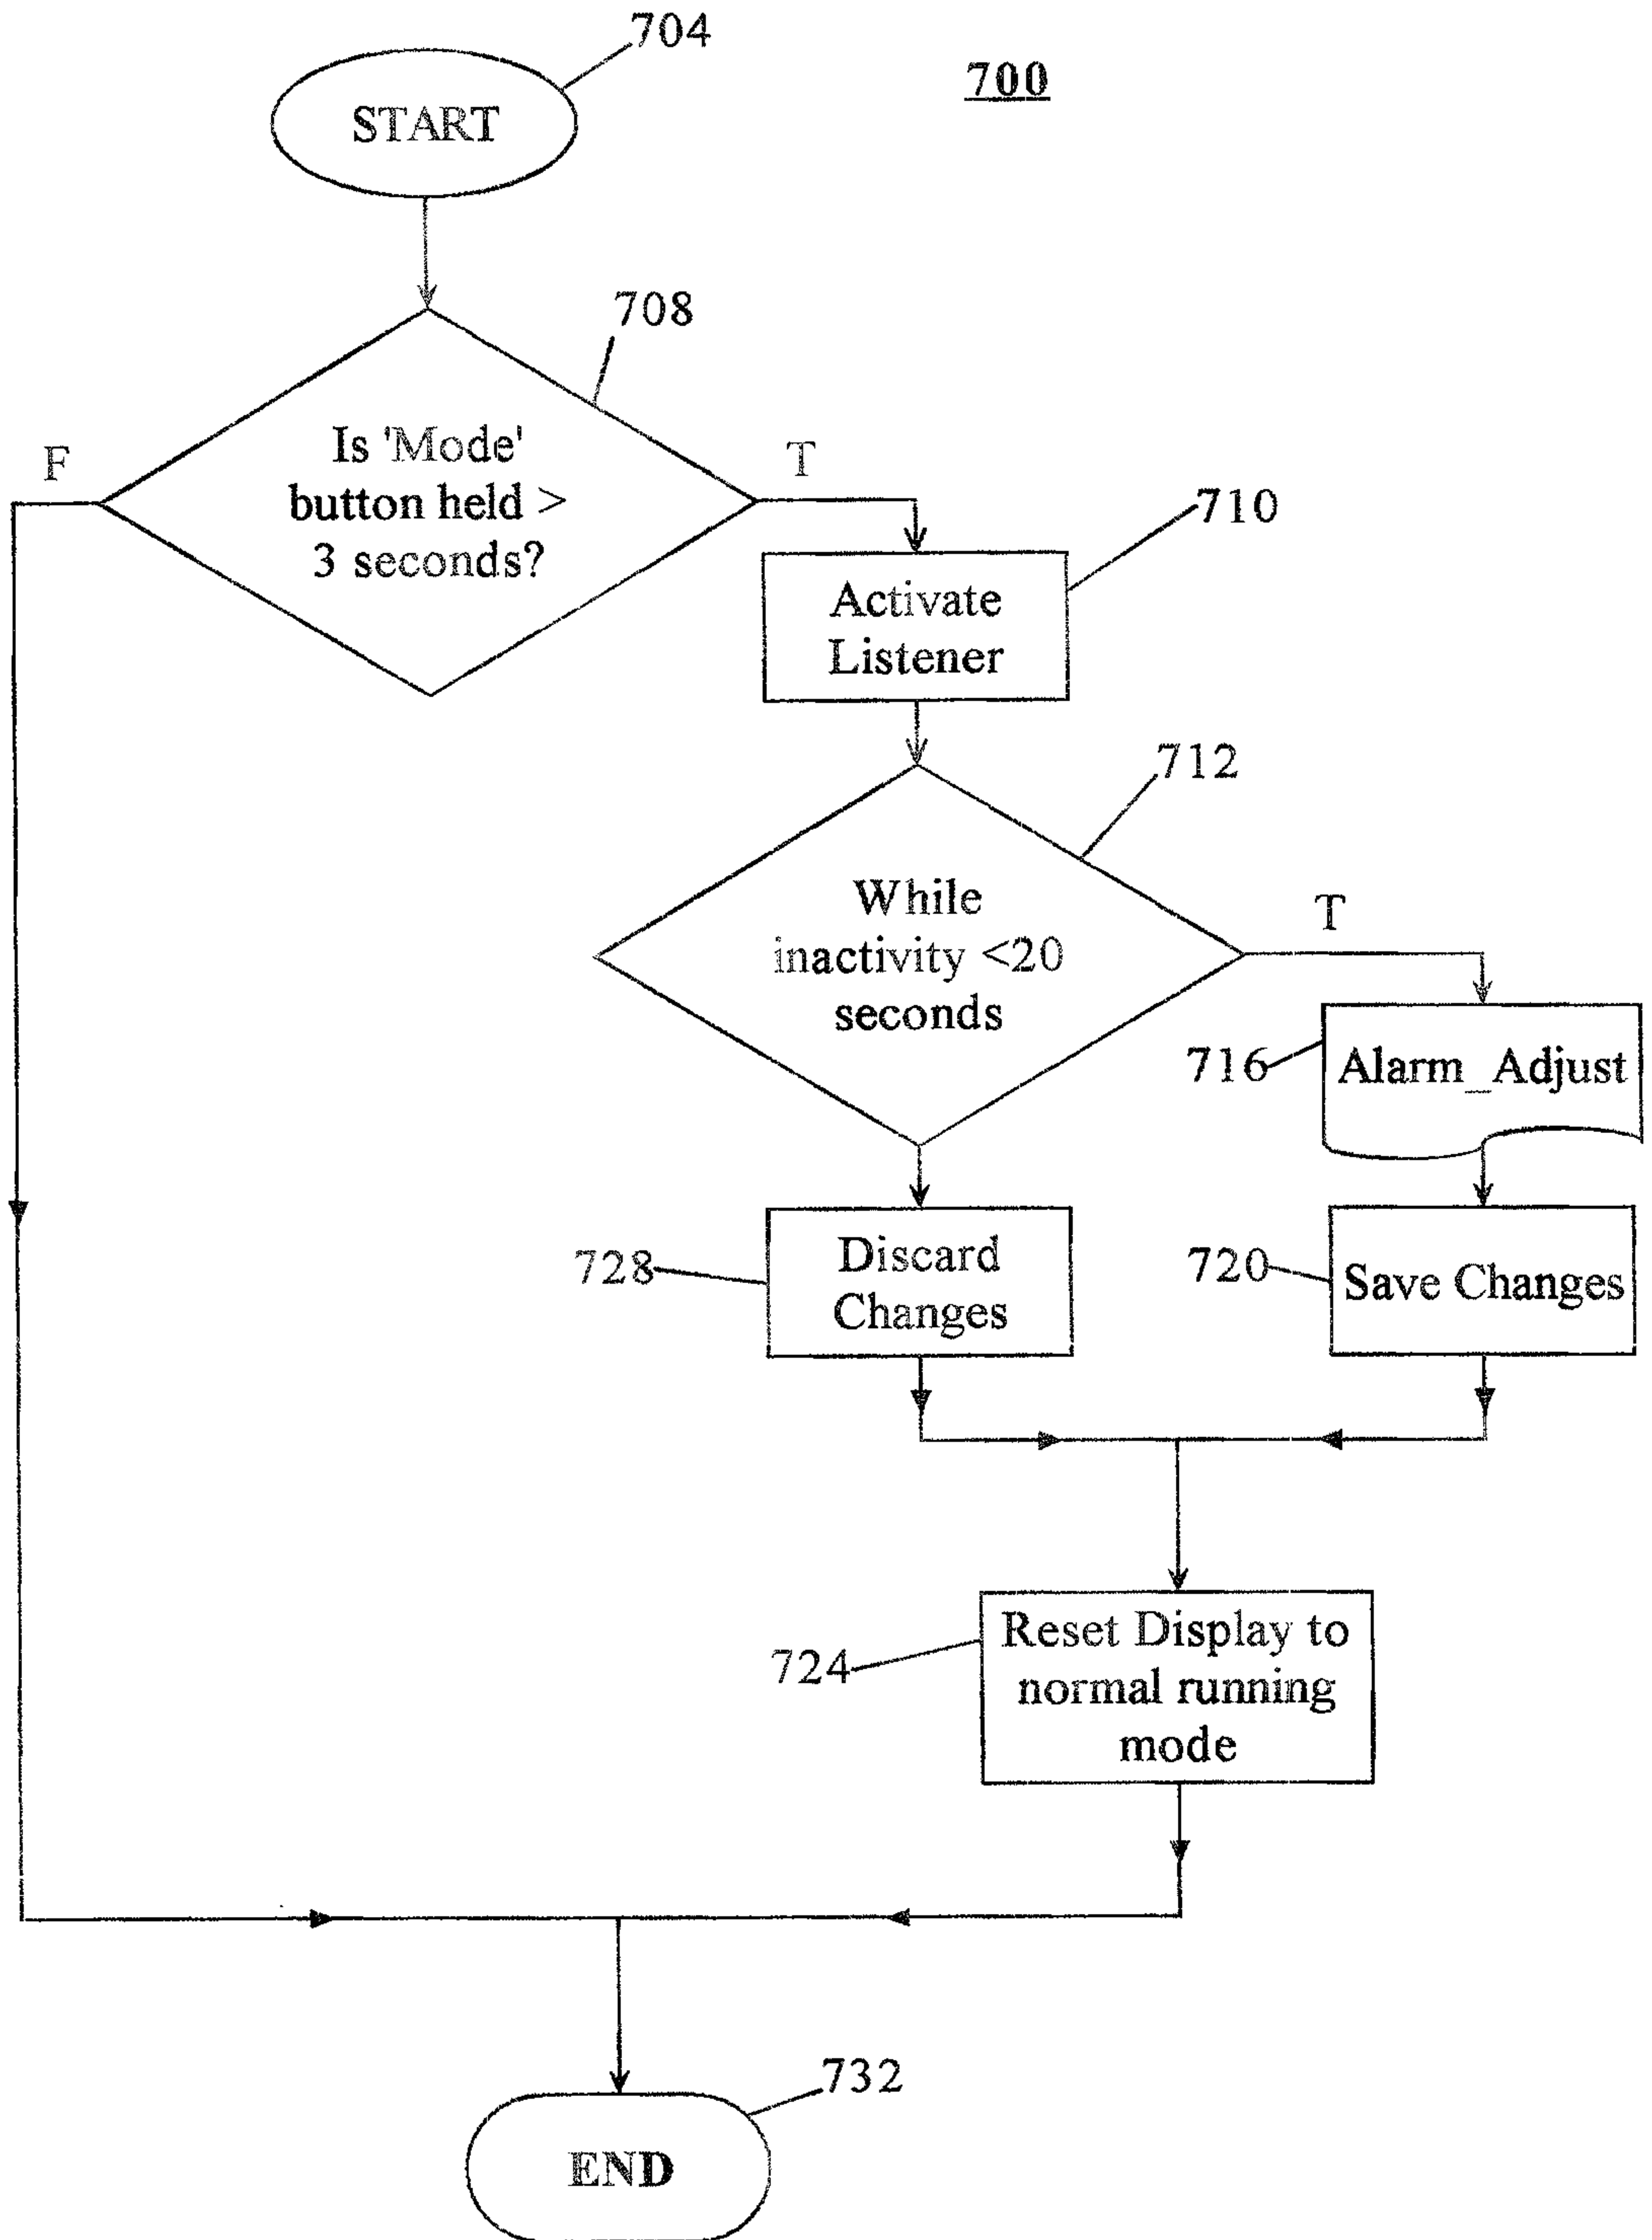 704
700
START
708
Is 'Mode'
button held >
3 seconds?
F
T
710
Activate
Listener
712
While
inactivity <20
seconds
T
716
Alarm_Adjust
728
Discard
Changes
720
Save Changes
724
Reset Display to
normal running
mode
732
END